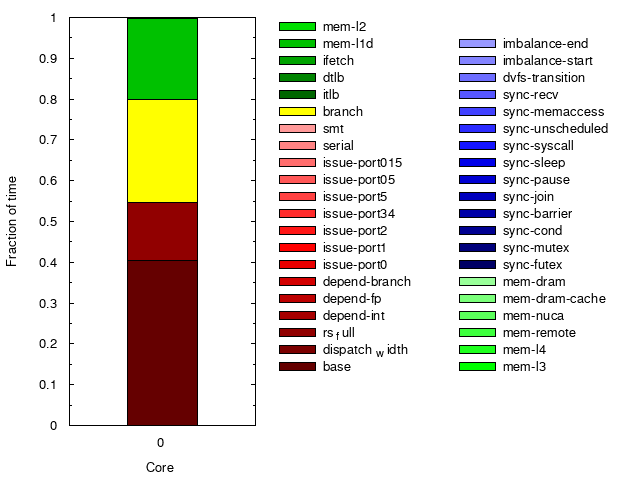 1
0.9
0.8
0.7
0.6
0.5
0.4
0.3
0.2
0.1
0
Fraction of time
0
Core
mem-l2
mem-l1d
ifetch
dtlb
itlb
branch
smt
serial
issue-port015
issue-port05
issue-port5
issue-port34
issue-port2
issue-port1
issue-port0
depend-branch
depend-fp
depend-int
rs f ull
dispatch w idth
base
imbalance-end
imbalance-start
dvfs-transition
sync-recv
sync-memaccess
sync-unscheduled
sync-syscall
sync-sleep
sync-pause
sync-join
sync-barrier
sync-cond
sync-mutex
sync-futex
mem-dram
mem-dram-cache
mem-nuca
mem-remote
mem-l4
mem-l3